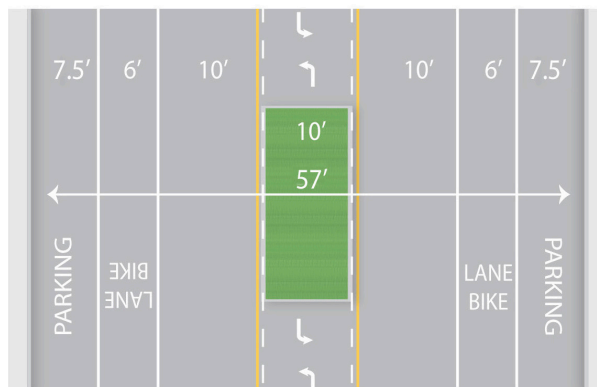 7.5′ 6′ 10′ 10′ 6′ 7.5′
10′
57′
PARKING
BIKE
LANE
LANE
BIKE
PARKING